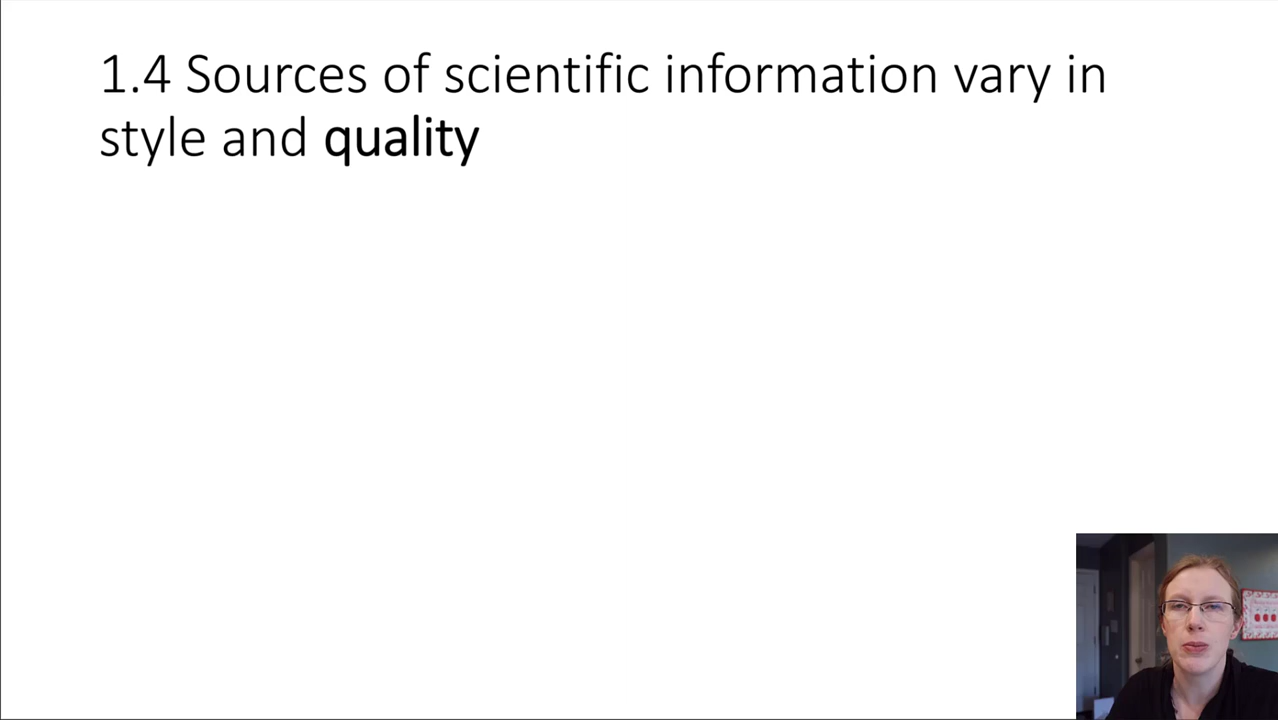 1.4 Sources of scientific information vary in
style and quality